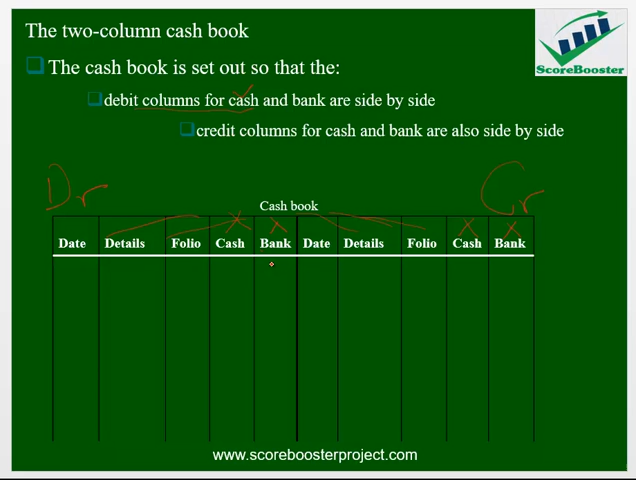 The two-column cash book
ScoreBooster
The cash book is set out so that the:
debit columns for cash and bank are side by side
credit columns for cash and bank are also side by side
Dr
Cr
Cash book
Date Details Folio Cash Bank Date Details Folio Cash Bank
www.scoreboosterproject.com